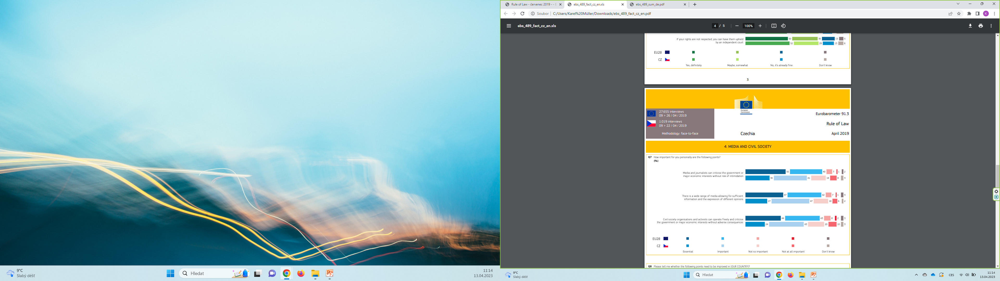 9°C
Slabý déšť
Hledat
11:14
13.04.2023
Rule of Law - červenec 2019 - - E
ebs_489_fact_cz_en.xls
ebs_489_sum_de.pdf
Soubor
C:/Users/Karel%20Müller/Downloads/ebs_489_fact_cz_en.pdf
K
ebs_489_fact_cz_en.xls
4 / 5
100%
If your rights are not respected, you can have them upheld
by an independent court
50 30 15 5
52 29 13 6
EU28
CZ
Yes, definitely
Maybe, somewhat
No, it's already fine
Don't know
3
27.655 interviews
09 > 26 / 04 / 2019
1.019 interviews
09 > 22 / 04 / 2019
Methodology: face-to-face
European
Commission
Czechia
Eurobarometer 91.3
Rule of Law
April 2019
4. MEDIA AND CIVIL SOCIETY
Q7 How important for you personally are the following points?
(%)
Media and journalists can criticise the government or
major economic interests without risk of intimidation
50 40 7 1 2
30 41 18 8 3
There is a wide range of media allowing for sufficient
information and the expression of different opinions
47 42 7 1 3
27 47 18 6 2
Civil society organisations and activists can operate freely and criticise
the government or major economic interests without adverse consequences
44 43 8 2 3
24 43 20 10 3
EU28
CZ
Essential
Important
Not so important
Not at all important
Don't know
Q8 Please tell me whether the following points need to be improved in (OUR COUNTRY)?
9°C
Slabý déšť
Hledat
CES
11:14
13.04.2023